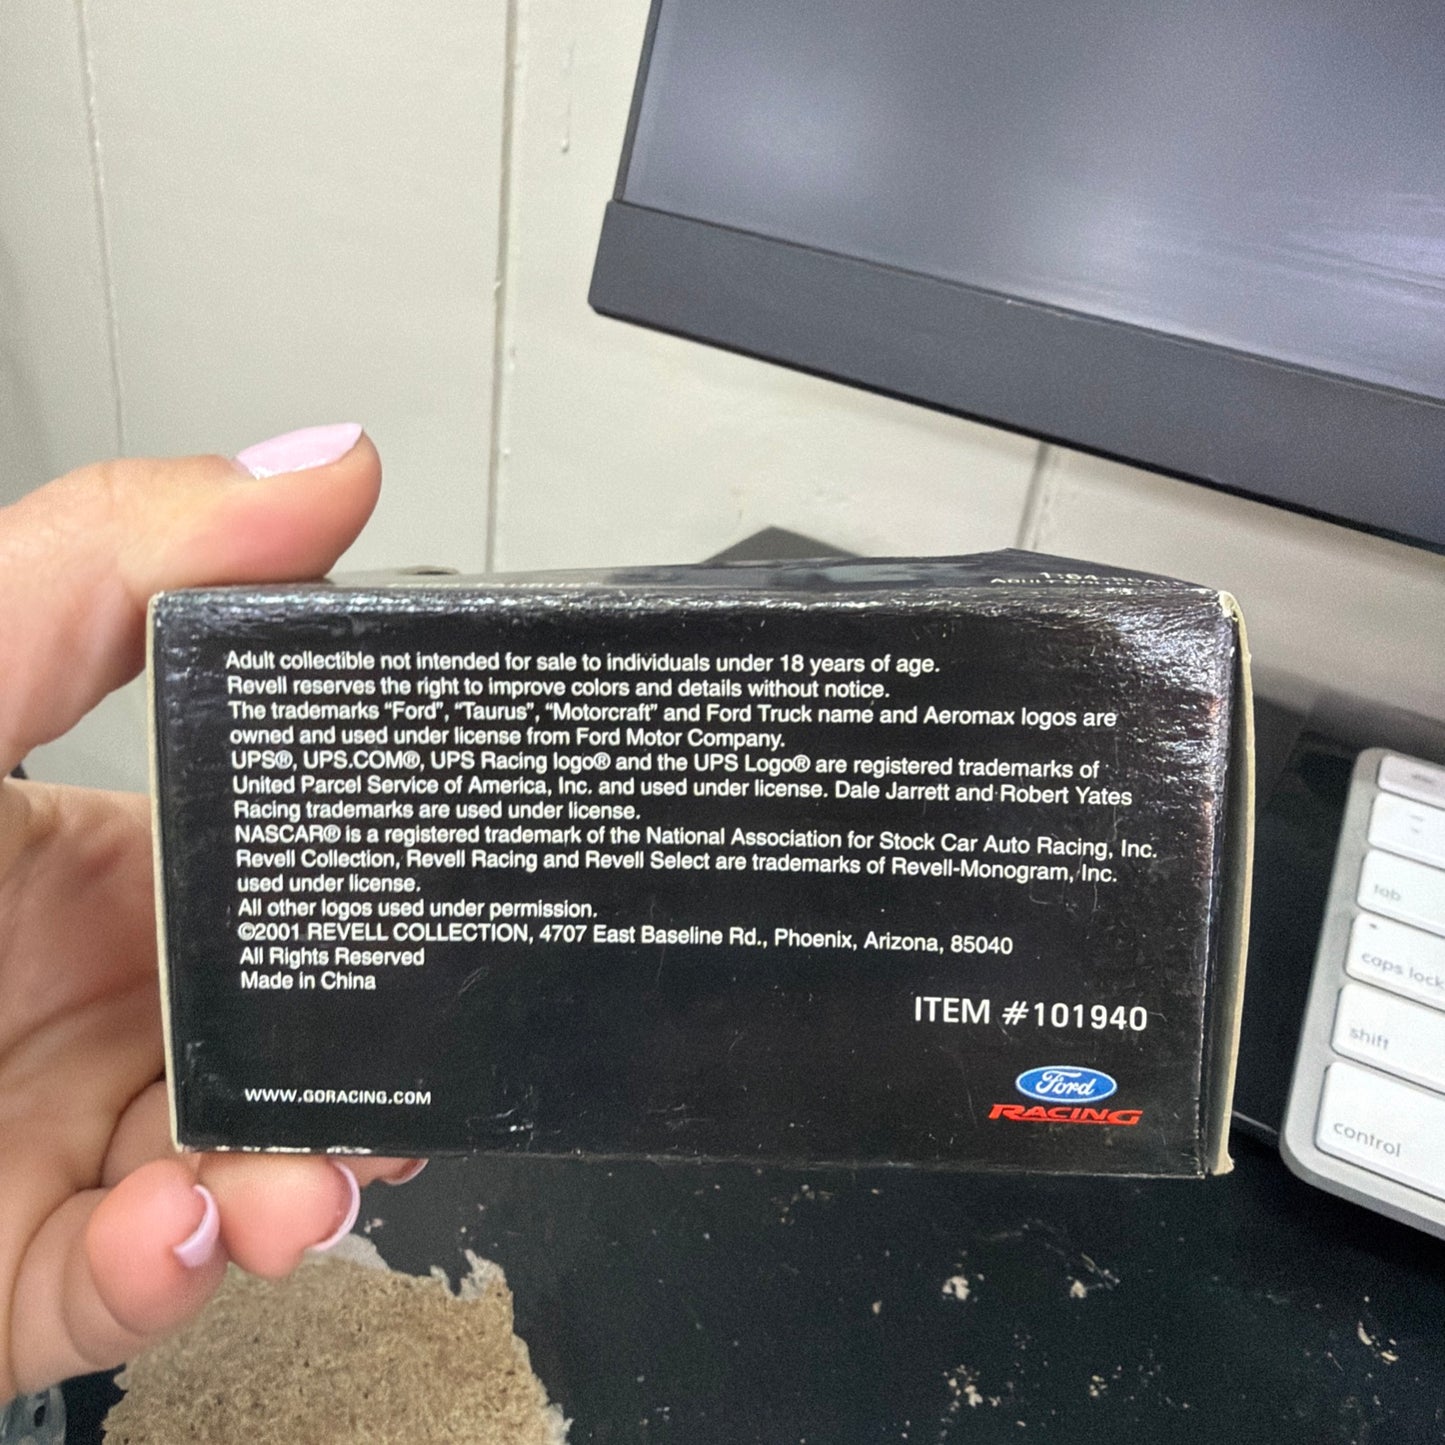 TAURUS
1:64
Adult collectible not intended for sale to individuals under 18 years of age.
Revell reserves the right to improve colors and details without notice.
The trademarks “Ford”, “Taurus”, “Motorcraft” and Ford Truck name and Aeromax logos are
owned and used under license from Ford Motor Company.
UPS®, UPS.COM®, UPS Racing logo® and the UPS Logo® are registered trademarks of
United Parcel Service of America, Inc. and used under license. Dale Jarrett and Robert Yates
Racing trademarks are used under license.
NASCAR® is a registered trademark of the National Association for Stock Car Auto Racing, Inc.
Revell Collection, Revell Racing and Revell Select are trademarks of Revell-Monogram, Inc.
used under license.
All other logos used under permission.
©2001 REVELL COLLECTION, 4707 East Baseline Rd., Phoenix, Arizona, 85040
All Rights Reserved
Made in China
ITEM #101940
WWW.GORACING.COM
Ford
RACING
tab
caps lock
shift
control